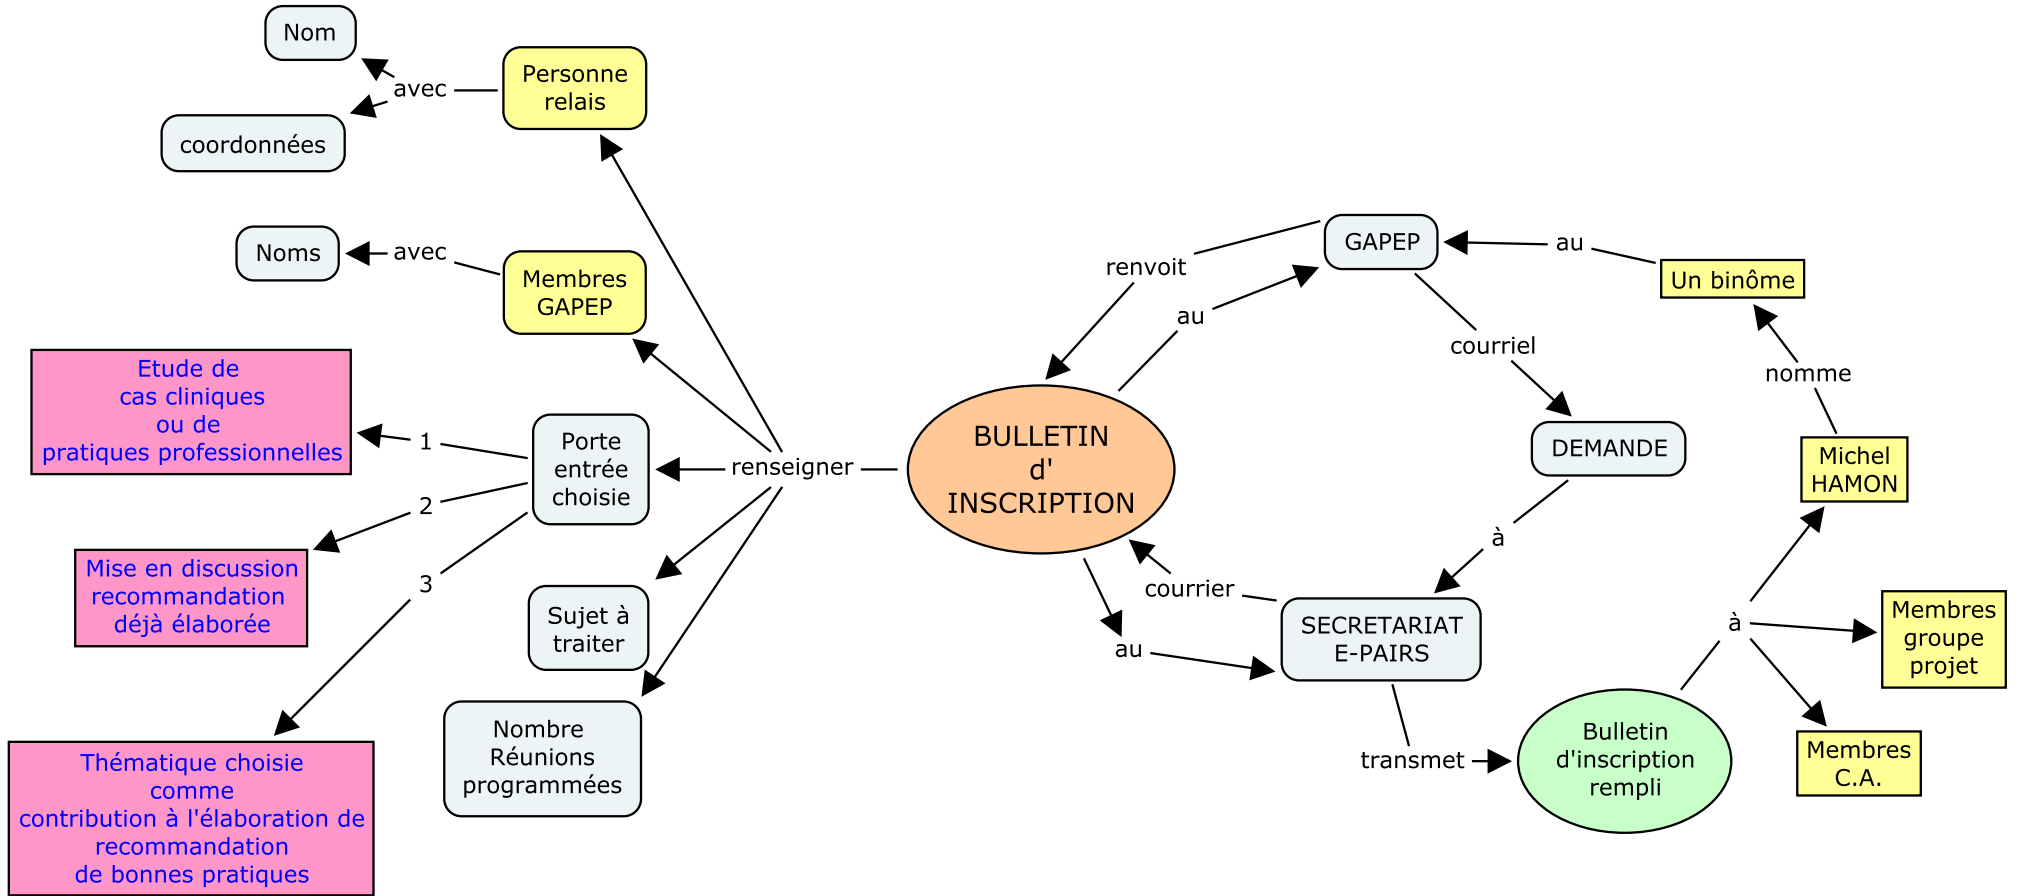 Nom
avec
coordonnées
Personne
relais
Noms
avec
Membres
GAPEP
Etude de
cas cliniques
ou de
pratiques professionnelles
1
Mise en discussion
recommandation
déjà élaborée
2
Thématique choisie
comme
contribution à l'élaboration de
recommandation
de bonnes pratiques
3
Porte
entrée
choisie
Sujet à
traiter
Nombre
Réunions
programmées
renseigner
BULLETIN
d'
INSCRIPTION
renvoit
au
GAPEP
au
Un binôme
courriel
nomme
DEMANDE
Michel
HAMON
à
courrier
au
SECRETARIAT
E-PAIRS
transmet
Bulletin
d'inscription
rempli
à
Membres
groupe
projet
Membres
C.A.